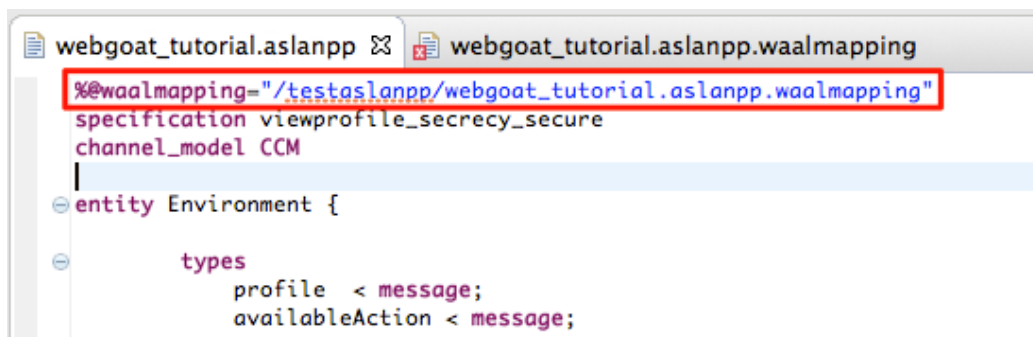 webgoat_tutorial.aslanpp webgoat_tutorial.aslanpp.waalmapping
%@waalmapping="/testaslanpp/webgoat_tutorial.aslanpp.waalmapping"
specification viewprofile_secrecy_secure
channel_model CCM
entity Environment {
types
profile < message;
availableAction < message;